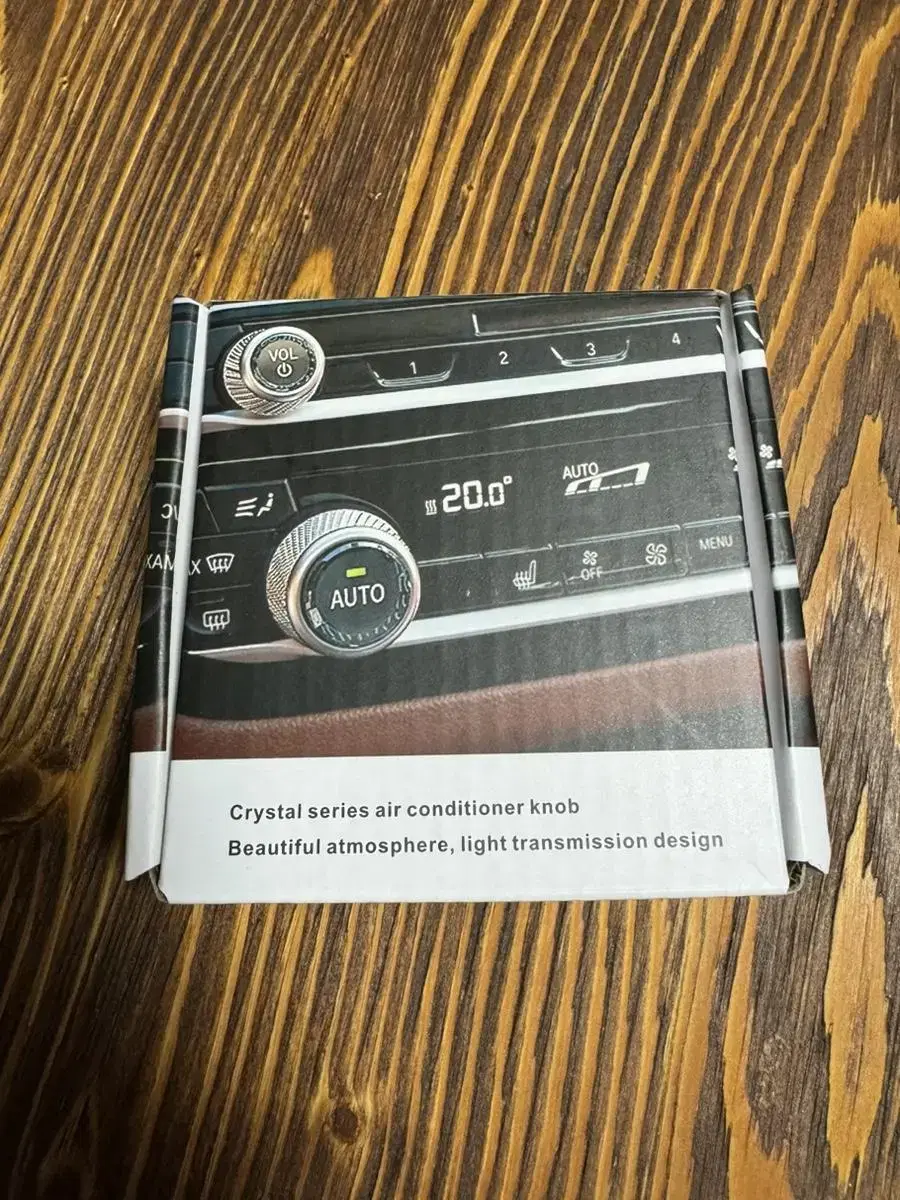 VOL
1 2 3 4
20.0°
AUTO
MAX
AUTO
OFF
MENU
Crystal series air conditioner knob
Beautiful atmosphere, light transmission design